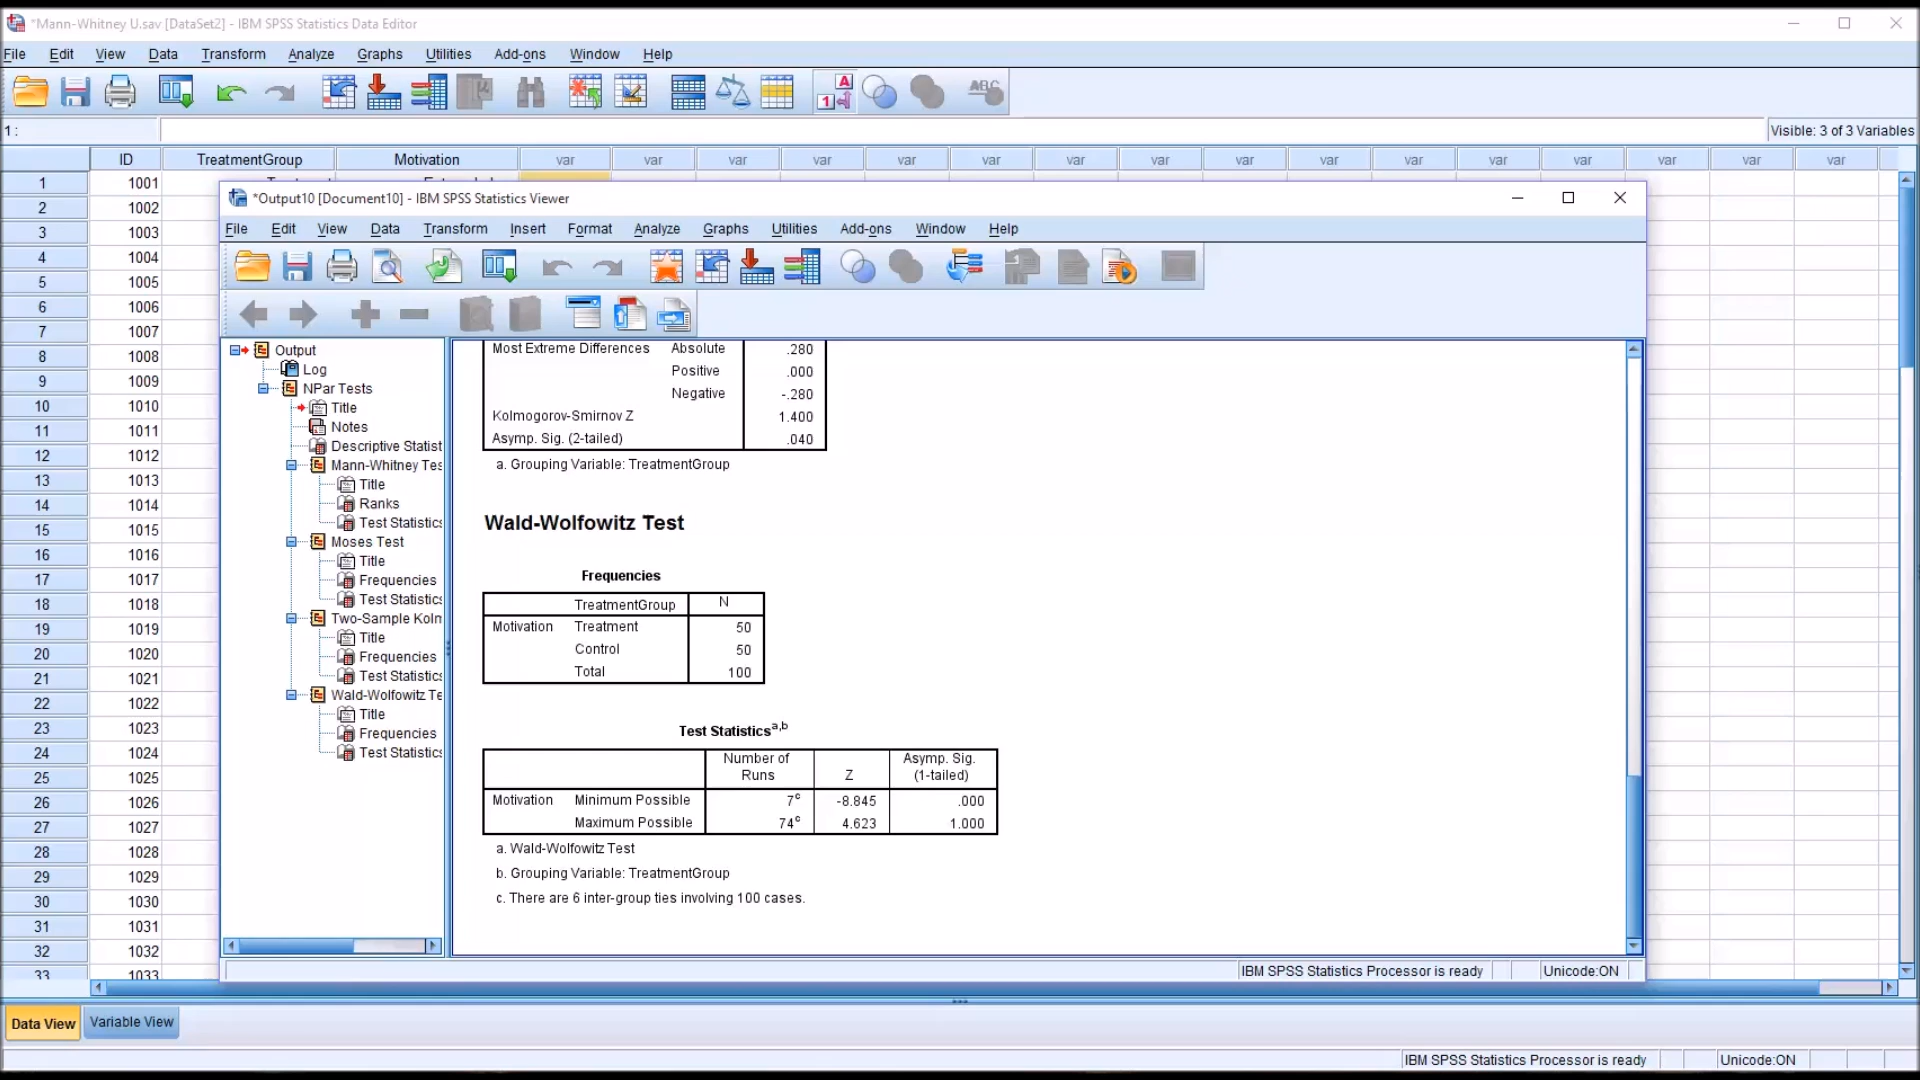 *Mann-Whitney U.sav [DataSet2] - IBM SPSS Statistics Data Editor
File Edit View Data Transform Analyze Graphs Utilities Add-ons Window Help
1 :
Visible: 3 of 3 Variables
ID TreatmentGroup Motivation var var var var var var var var var var var var var var var var
1 1001
2 1002
3 1003
4 1004
5 1005
6 1006
7 1007
8 1008
9 1009
10 1010
11 1011
12 1012
13 1013
14 1014
15 1015
16 1016
17 1017
18 1018
19 1019
20 1020
21 1021
22 1022
23 1023
24 1024
25 1025
26 1026
27 1027
28 1028
29 1029
30 1030
31 1031
32 1032
33 1033
*Output10 [Document10] - IBM SPSS Statistics Viewer
File Edit View Data Transform Insert Format Analyze Graphs Utilities Add-ons Window Help
Output
Log
NPar Tests
Title
Notes
Descriptive Statist
Mann-Whitney Tes
Title
Ranks
Test Statistics
Moses Test
Title
Frequencies
Test Statistics
Two-Sample Kolm
Title
Frequencies
Test Statistics
Wald-Wolfowitz Te
Title
Frequencies
Test Statistics
Most Extreme Differences Absolute .280
Positive .000
Negative -.280
Kolmogorov-Smirnov Z 1.400
Asymp. Sig. (2-tailed) .040
a. Grouping Variable: TreatmentGroup
Wald-Wolfowitz Test
Frequencies
TreatmentGroup N
Motivation Treatment 50
Control 50
Total 100
Test Statistics a,b
Number of Runs Z Asymp. Sig. (1-tailed)
Motivation Minimum Possible 7c -8.845 .000
Maximum Possible 74c 4.623 1.000
a. Wald-Wolfowitz Test
b. Grouping Variable: TreatmentGroup
c. There are 6 inter-group ties involving 100 cases.
IBM SPSS Statistics Processor is ready Unicode:ON
Data View Variable View
IBM SPSS Statistics Processor is ready Unicode:ON